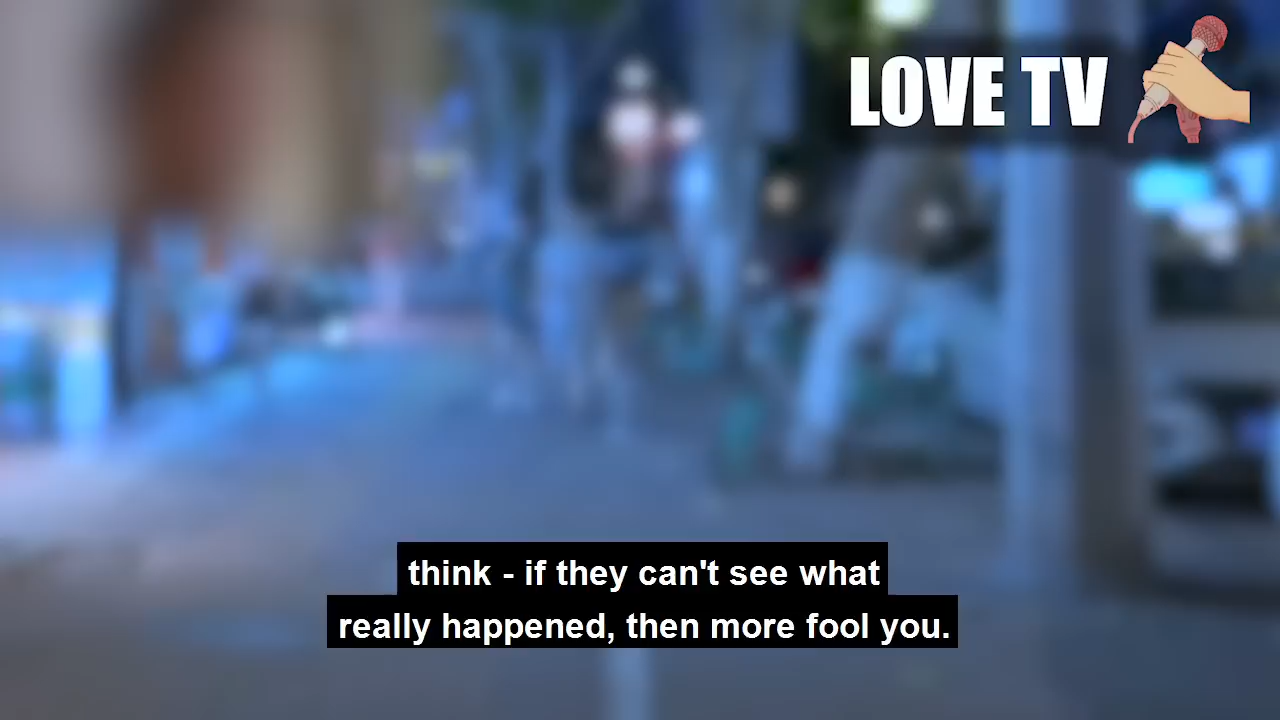 LOVE TV
think - if they can't see what
really happened, then more fool you.